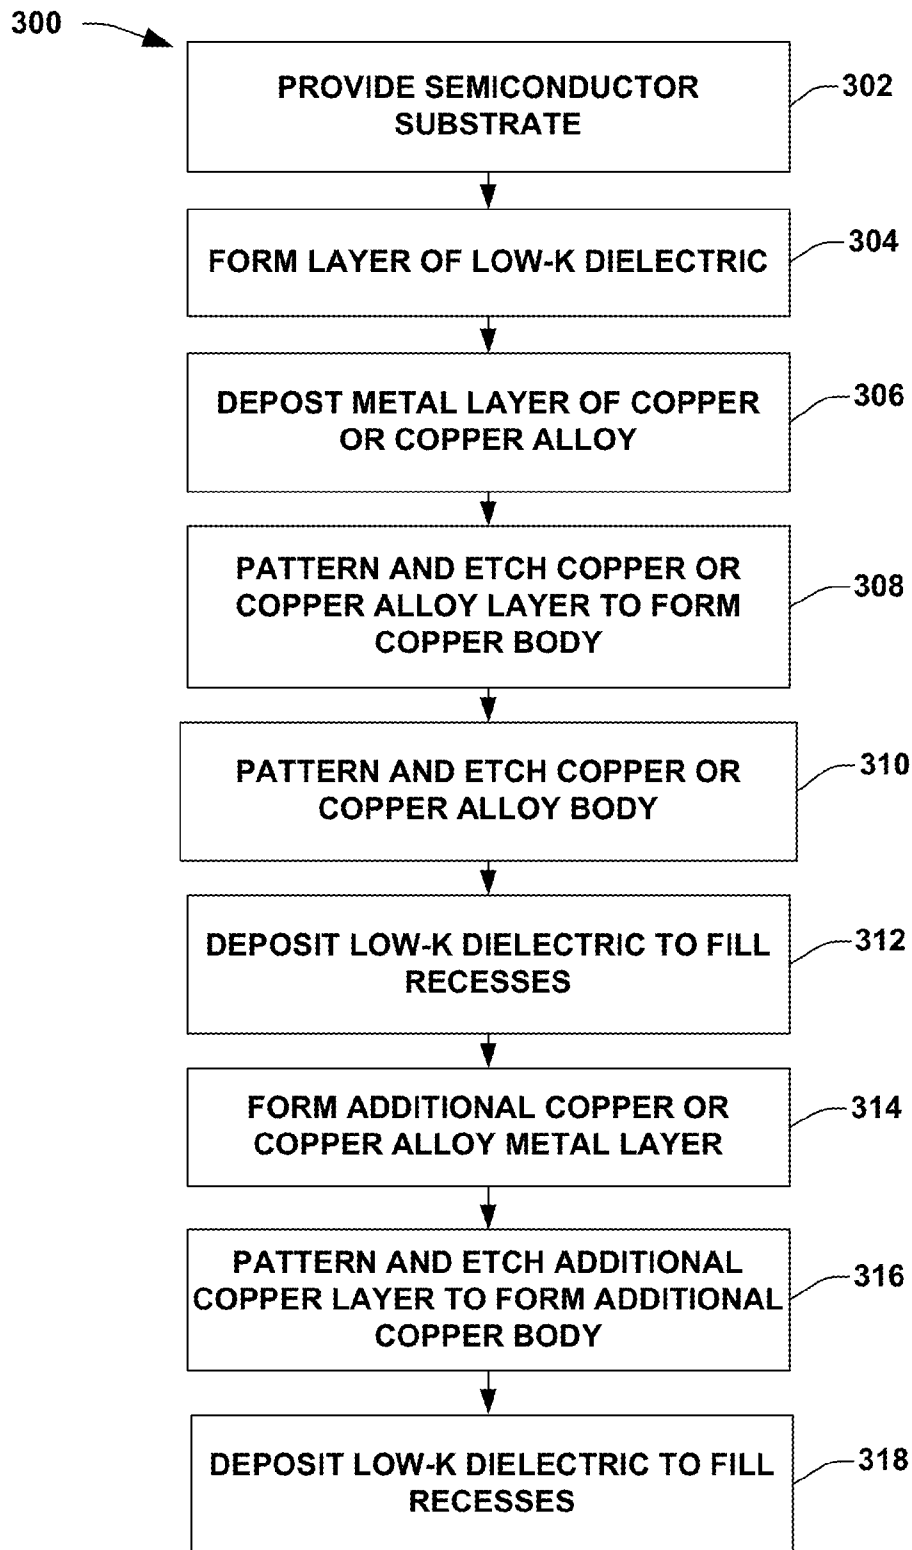 300
PROVIDE SEMICONDUCTOR
SUBSTRATE
302
FORM LAYER OF LOW-K DIELECTRIC
304
DEPOST METAL LAYER OF COPPER
OR COPPER ALLOY
306
PATTERN AND ETCH COPPER OR
COPPER ALLOY LAYER TO FORM
COPPER BODY
308
PATTERN AND ETCH COPPER OR
COPPER ALLOY BODY
310
DEPOSIT LOW-K DIELECTRIC TO FILL
RECESSES
312
FORM ADDITIONAL COPPER OR
COPPER ALLOY METAL LAYER
314
PATTERN AND ETCH ADDITIONAL
COPPER LAYER TO FORM ADDITIONAL
COPPER BODY
316
DEPOSIT LOW-K DIELECTRIC TO FILL
RECESSES
318